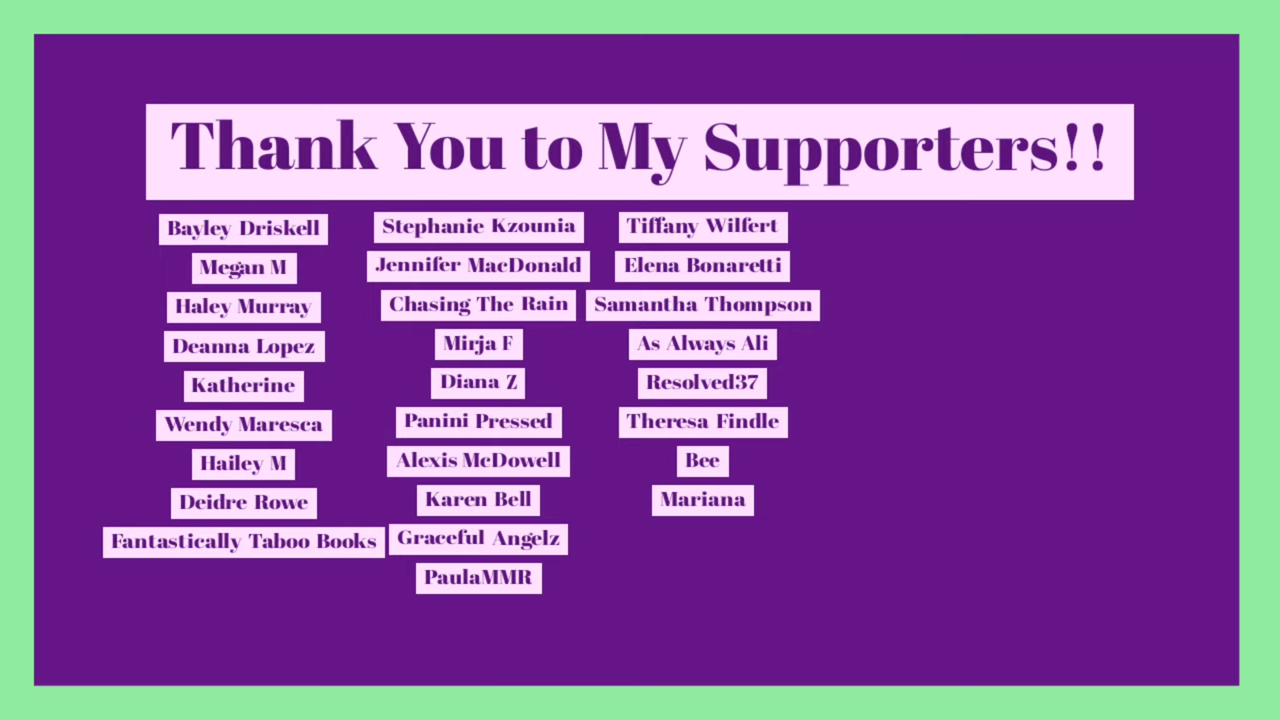 Thank You to My Supporters!!
Bayley Driskell
Megan M
Haley Murray
Deanna Lopez
Katherine
Wendy Maresca
Hailey M
Deidre Rowe
Fantastically Taboo Books
Stephanie Kzounia
Jennifer MacDonald
Chasing The Rain
Mirja F
Diana Z
Panini Pressed
Alexis McDowell
Karen Bell
Graceful Angelz
PaulaMMR
Tiffany Wilfert
Elena Bonaretti
Samantha Thompson
As Always Ali
Resolved37
Theresa Findle
Bee
Mariana